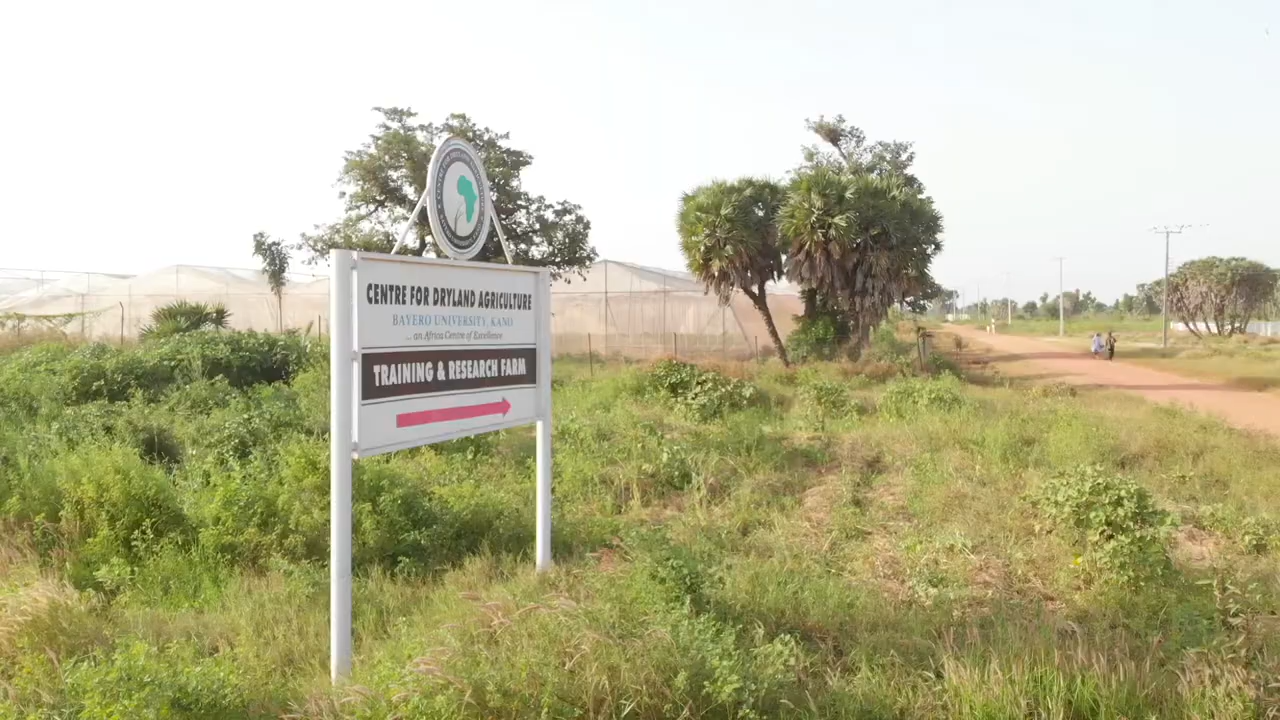 CENTRE FOR DRYLAND AGRICULTURE
BAYERO UNIVERSITY, KANO
... an Africa Centre of Excellence
TRAINING & RESEARCH FARM